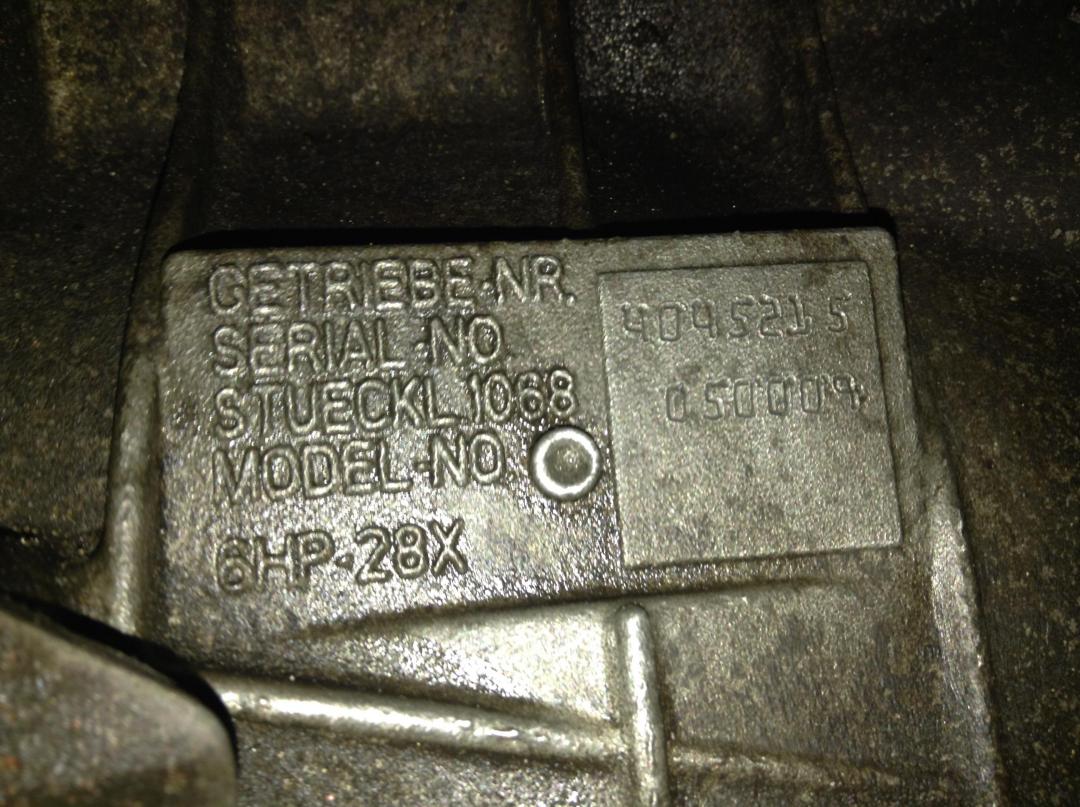 GETRIEBE-NR.
4045215
SERIAL-NO
STUECKL.1068
050004
MODEL-NO
6HP-28X